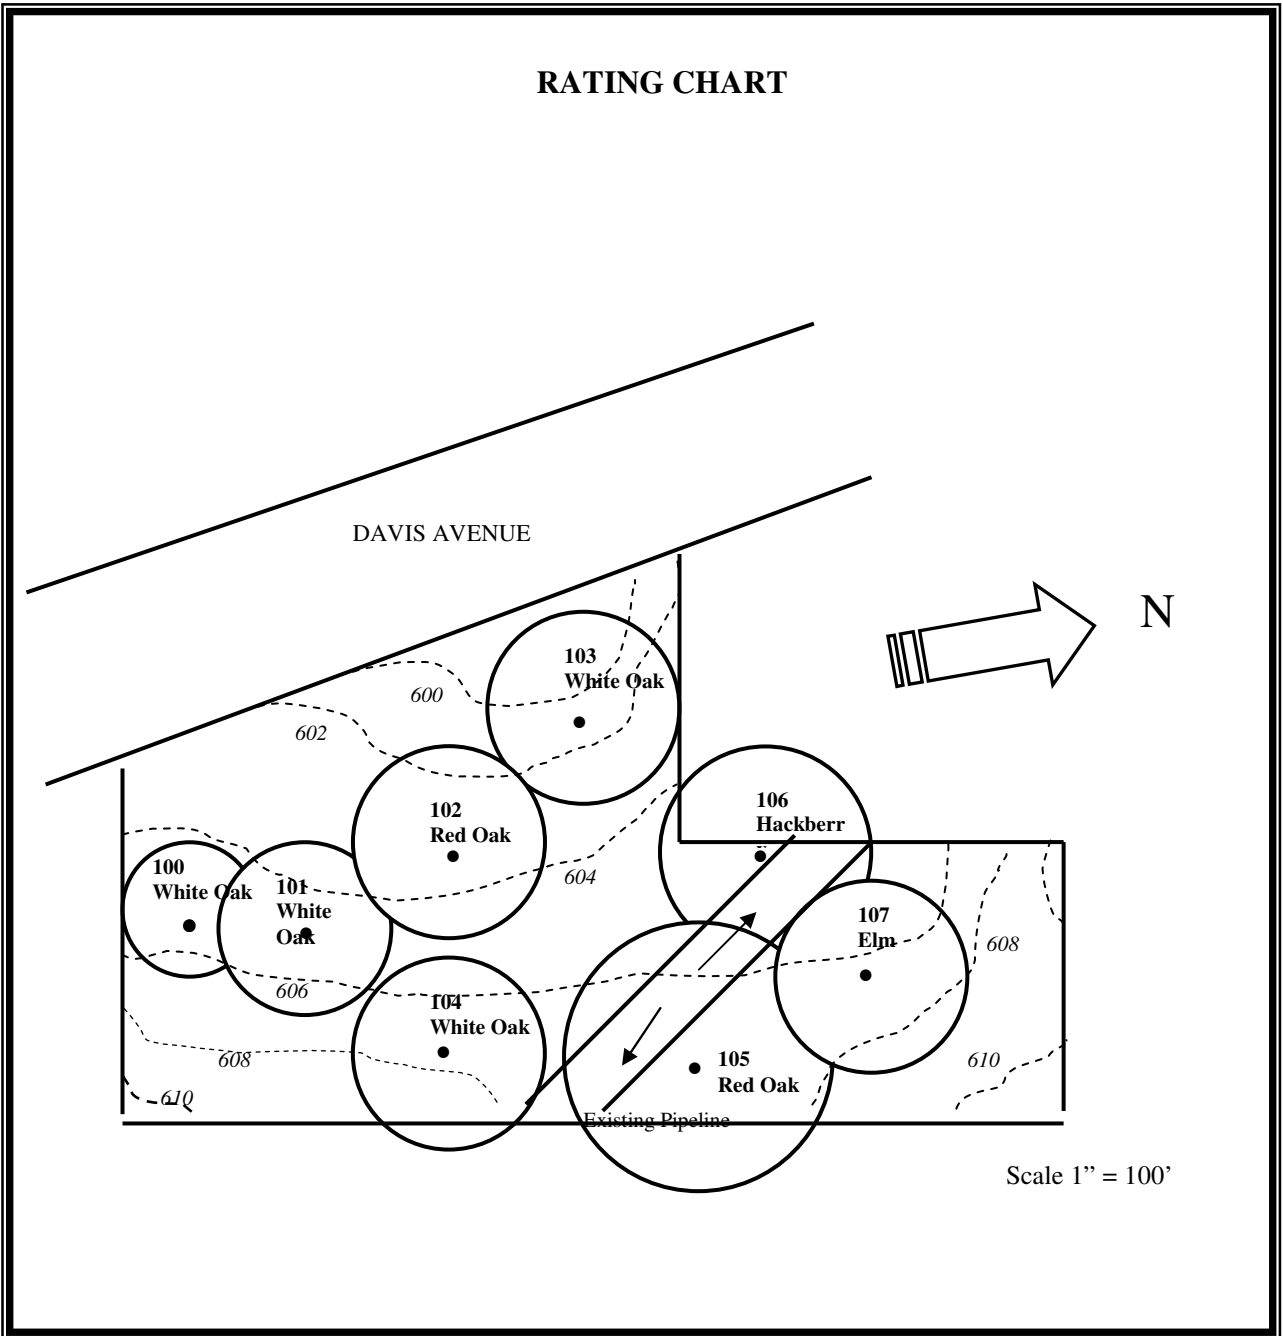 RATING CHART
DAVIS AVENUE
N
103
White Oak
600
602
102
Red Oak
106
Hackberr
100
White Oak
101
White
Oak
604
107
Elm
608
606
104
White Oak
608
105
Red Oak
610
610
Existing Pipeline
Scale 1” = 100’